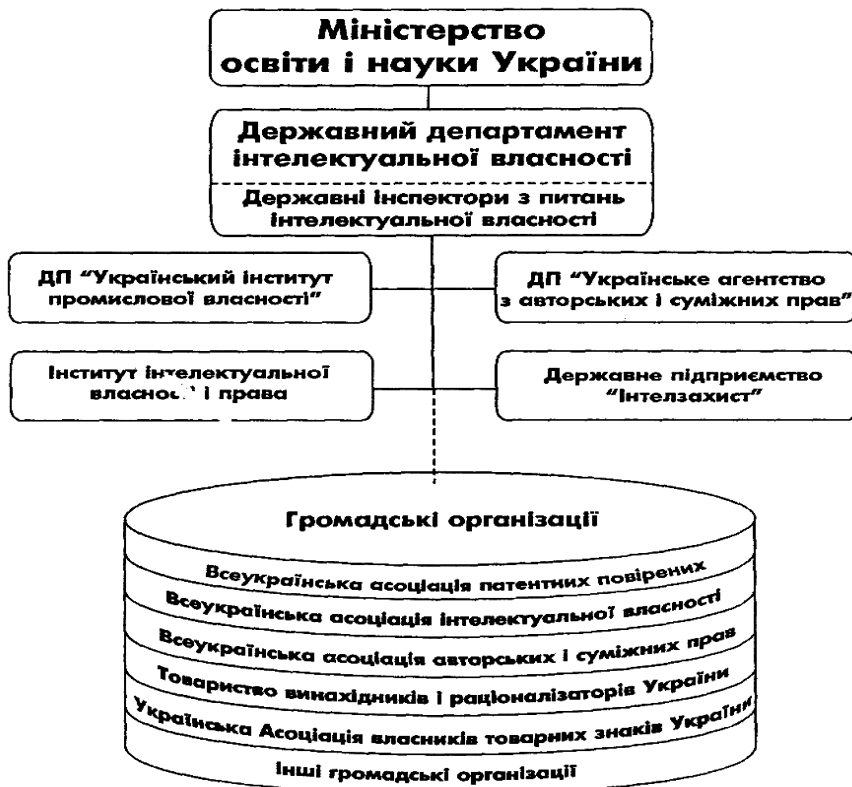 Міністерство
освіти і науки України
Державний департамент
інтелектуальної власності
Державні інспектори з питань
інтелектуальної власності
ДП “Український інститут
промислової власності”
ДП “Українське агентство
з авторських і суміжних прав”
Інститут інтелектуальної
власності і права
Державне підприємство
“Інтелзахист”
Громадські організації
Всеукраїнська асоціація патентних повірених
Всеукраїнська асоціація інтелектуальної власності
Всеукраїнська асоціація авторських і суміжних прав
Товариство винахідників і раціоналізаторів України
Українська Асоціація власників товарних знаків України
Інші громадські організації